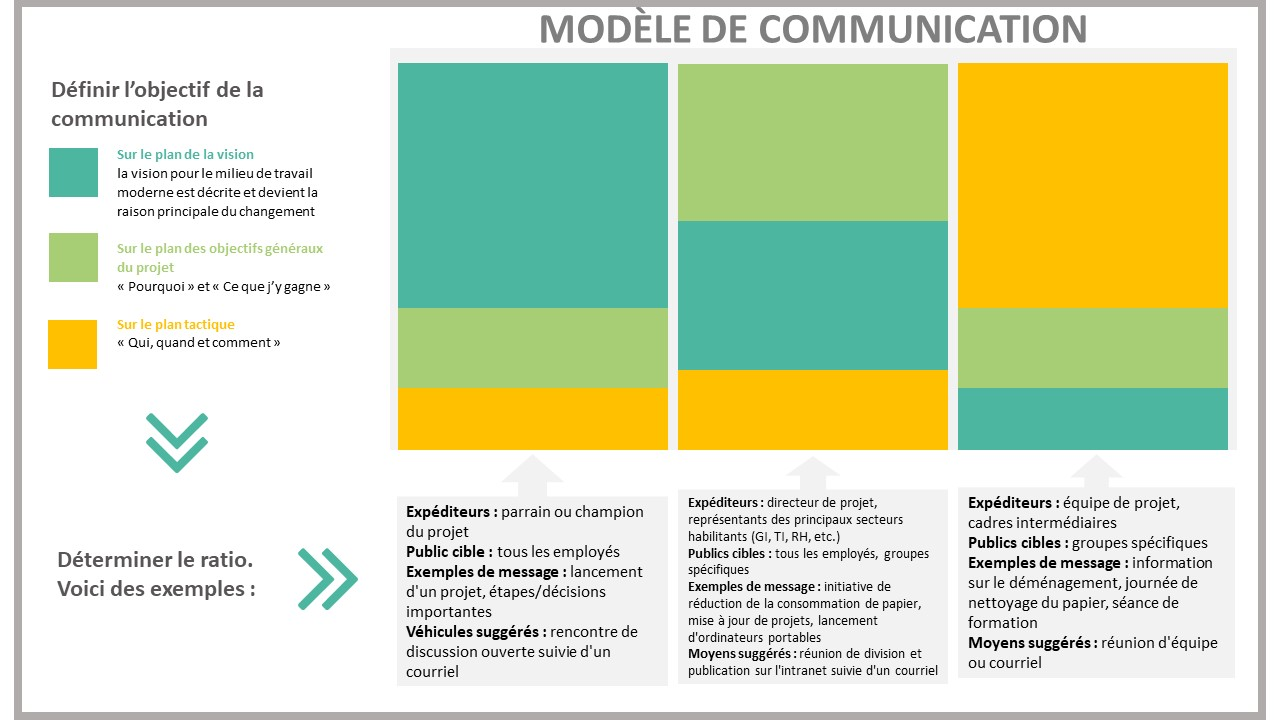 MODÈLE DE COMMUNICATION
Définir l’objectif de la
communication
Sur le plan de la vision
la vision pour le milieu de travail
moderne est décrite et devient la
raison principale du changement
Sur le plan des objectifs généraux
du projet
« Pourquoi » et « Ce que j’y gagne »
Sur le plan tactique
« Qui, quand et comment »
Déterminer le ratio.
Voici des exemples :
Expéditeurs : parrain ou champion
du projet
Public cible : tous les employés
Exemples de message : lancement
d'un projet, étapes/décisions
importantes
Véhicules suggérés : rencontre de
discussion ouverte suivie d'un
courriel
Expéditeurs : directeur de projet,
représentants des principaux secteurs
habilitants (GI, TI, RH, etc.)
Publics cibles : tous les employés, groupes
spécifiques
Exemples de message : initiative de
réduction de la consommation de papier,
mise à jour de projets, lancement
d'ordinateurs portables
Moyens suggérés : réunion de division et
publication sur l'intranet suivie d'un courriel
Expéditeurs : équipe de projet,
cadres intermédiaires
Publics cibles : groupes spécifiques
Exemples de message : information
sur le déménagement, journée de
nettoyage du papier, séance de
formation
Moyens suggérés : réunion d'équipe
ou courriel